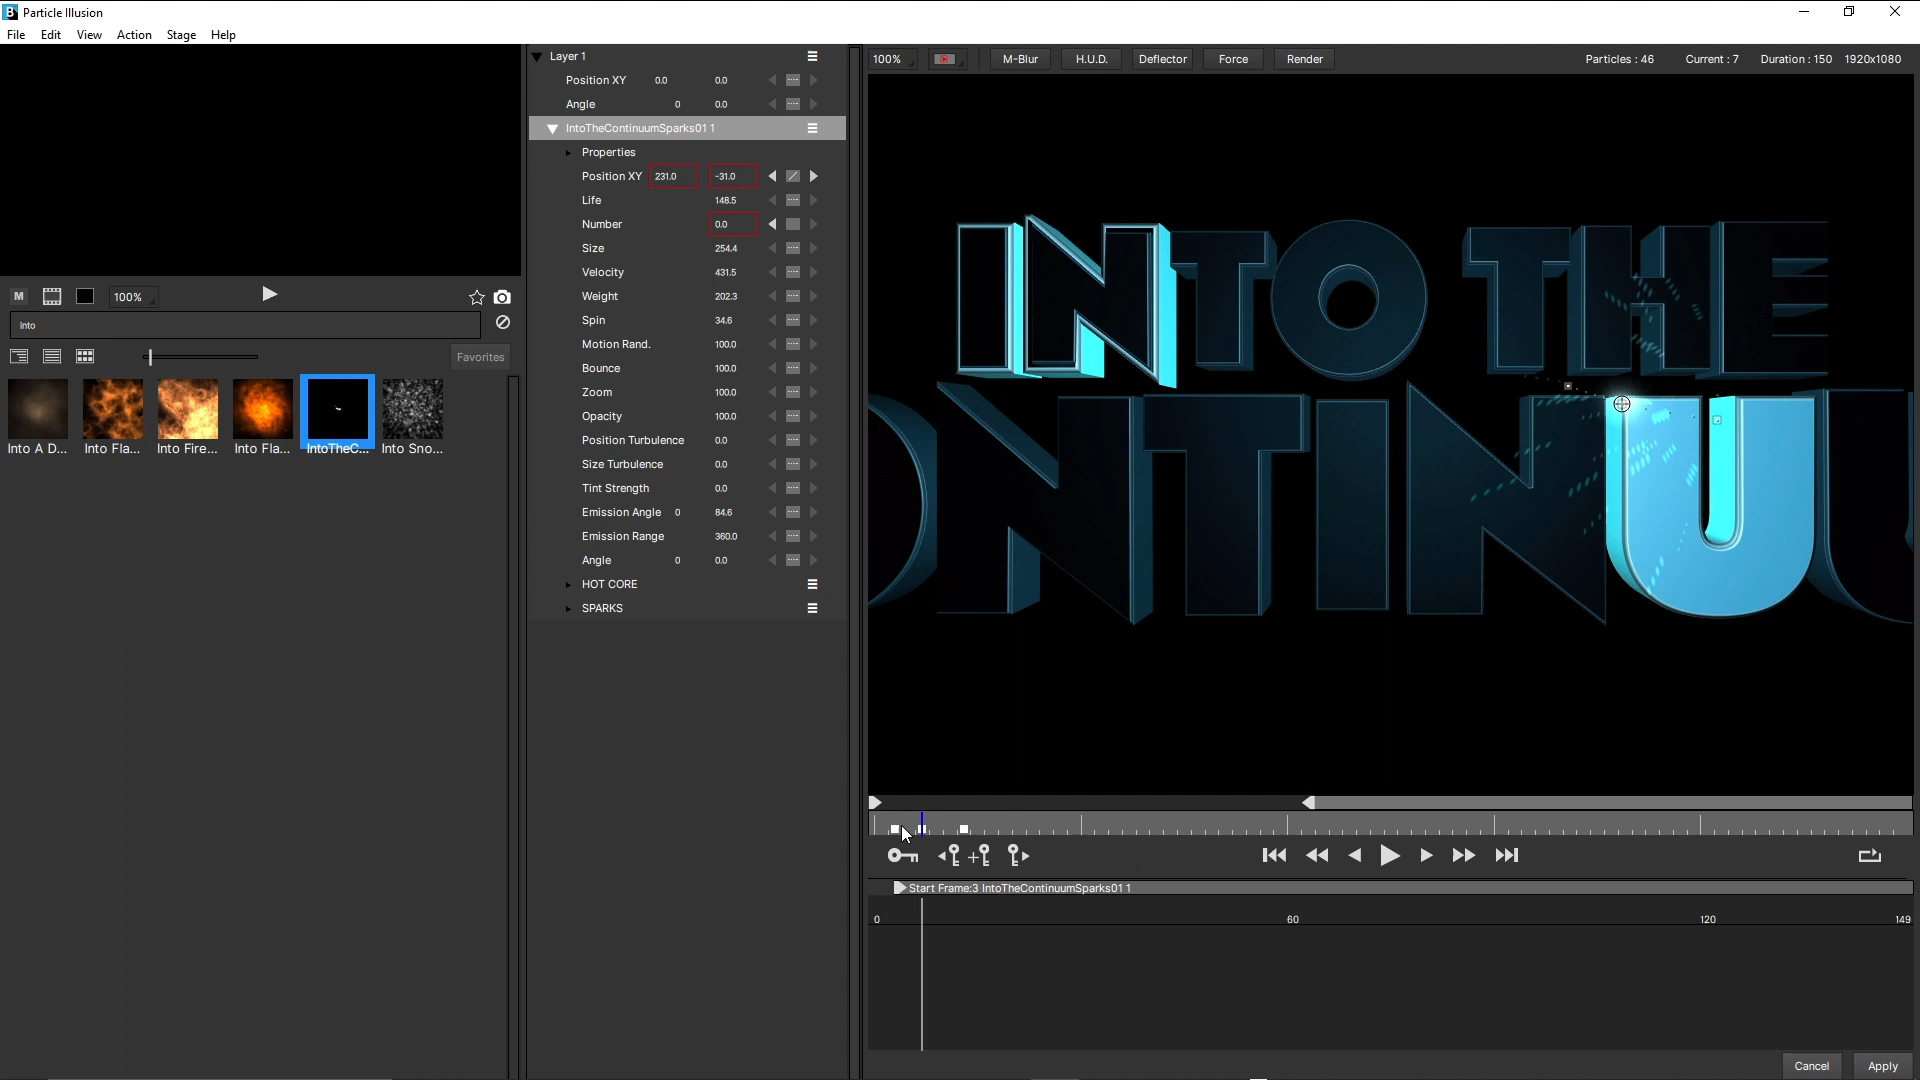 Particle Illusion
File Edit View Action Stage Help
Layer 1
Position XY 0.0 0.0
Angle 0 0.0
IntoTheContinuumSparks01 1
Properties
Position XY 231.0 -31.0
Life 148.5
Number 0.0
Size 254.4
Velocity 431.5
Weight 202.3
Spin 34.6
Motion Rand. 100.0
Bounce 100.0
Zoom 100.0
Opacity 100.0
Position Turbulence 0.0
Size Turbulence 0.0
Tint Strength 0.0
Emission Angle 0 84.6
Emission Range 360.0
Angle 0 0.0
HOT CORE
SPARKS
M 100%
into
Favorites
Into A D... Into Fla... Into Fire... Into Fla... IntoTheC... Into Sno...
100% M-Blur H.U.D. Deflector Force Render Particles : 46 Current : 7 Duration : 150 1920x1080
INTO THE
ONTINUU
Start Frame:3 IntoTheContinuumSparks01 1
0 60 120 149
Cancel Apply